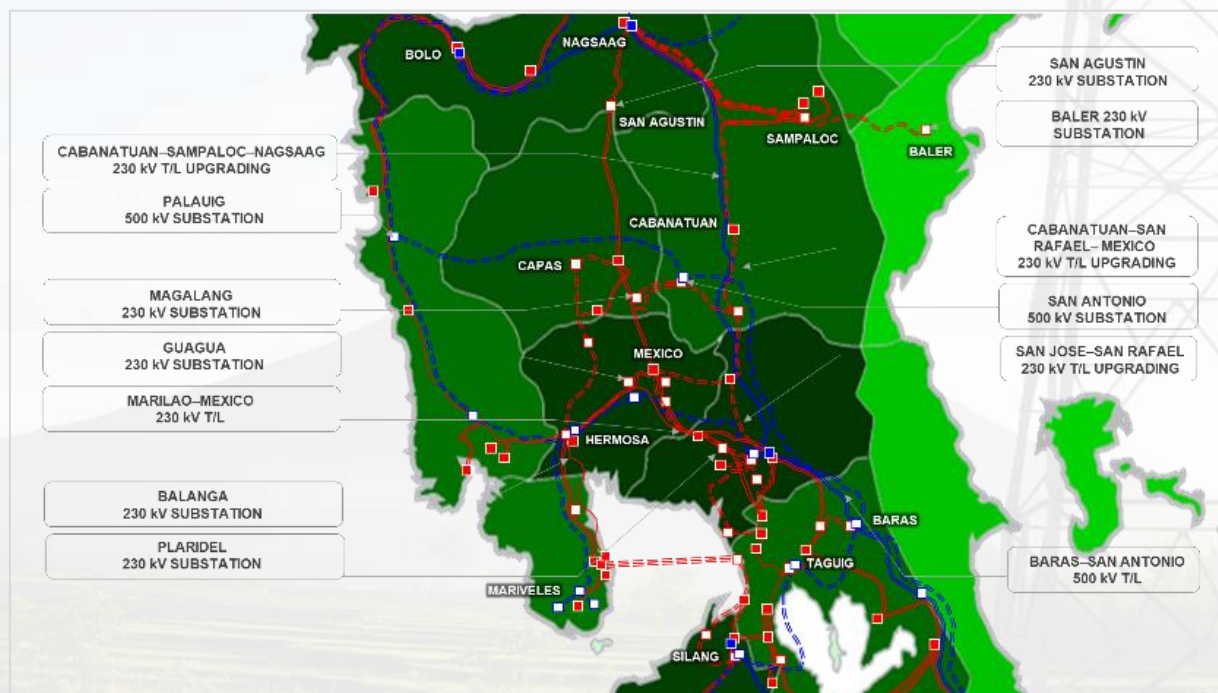 BOLO
NAGSAAG
SAN AGUSTIN
SAMPALOC
BALER
CABANATUAN
CAPAS
MEXICO
HERMOSA
BARAS
TAGUIG
MARIVELES
SILANG
CABANATUAN–SAMPALOC–NAGSAAG
230 kV T/L UPGRADING
PALAUIG
500 kV SUBSTATION
MAGALANG
230 kV SUBSTATION
GUAGUA
230 kV SUBSTATION
MARILAO–MEXICO
230 kV T/L
BALANGA
230 kV SUBSTATION
PLARIDEL
230 kV SUBSTATION
SAN AGUSTIN
230 kV SUBSTATION
BALER 230 kV
SUBSTATION
CABANATUAN–SAN
RAFAEL– MEXICO
230 kV T/L UPGRADING
SAN ANTONIO
500 kV SUBSTATION
SAN JOSE–SAN RAFAEL
230 kV T/L UPGRADING
BARAS–SAN ANTONIO
500 kV T/L